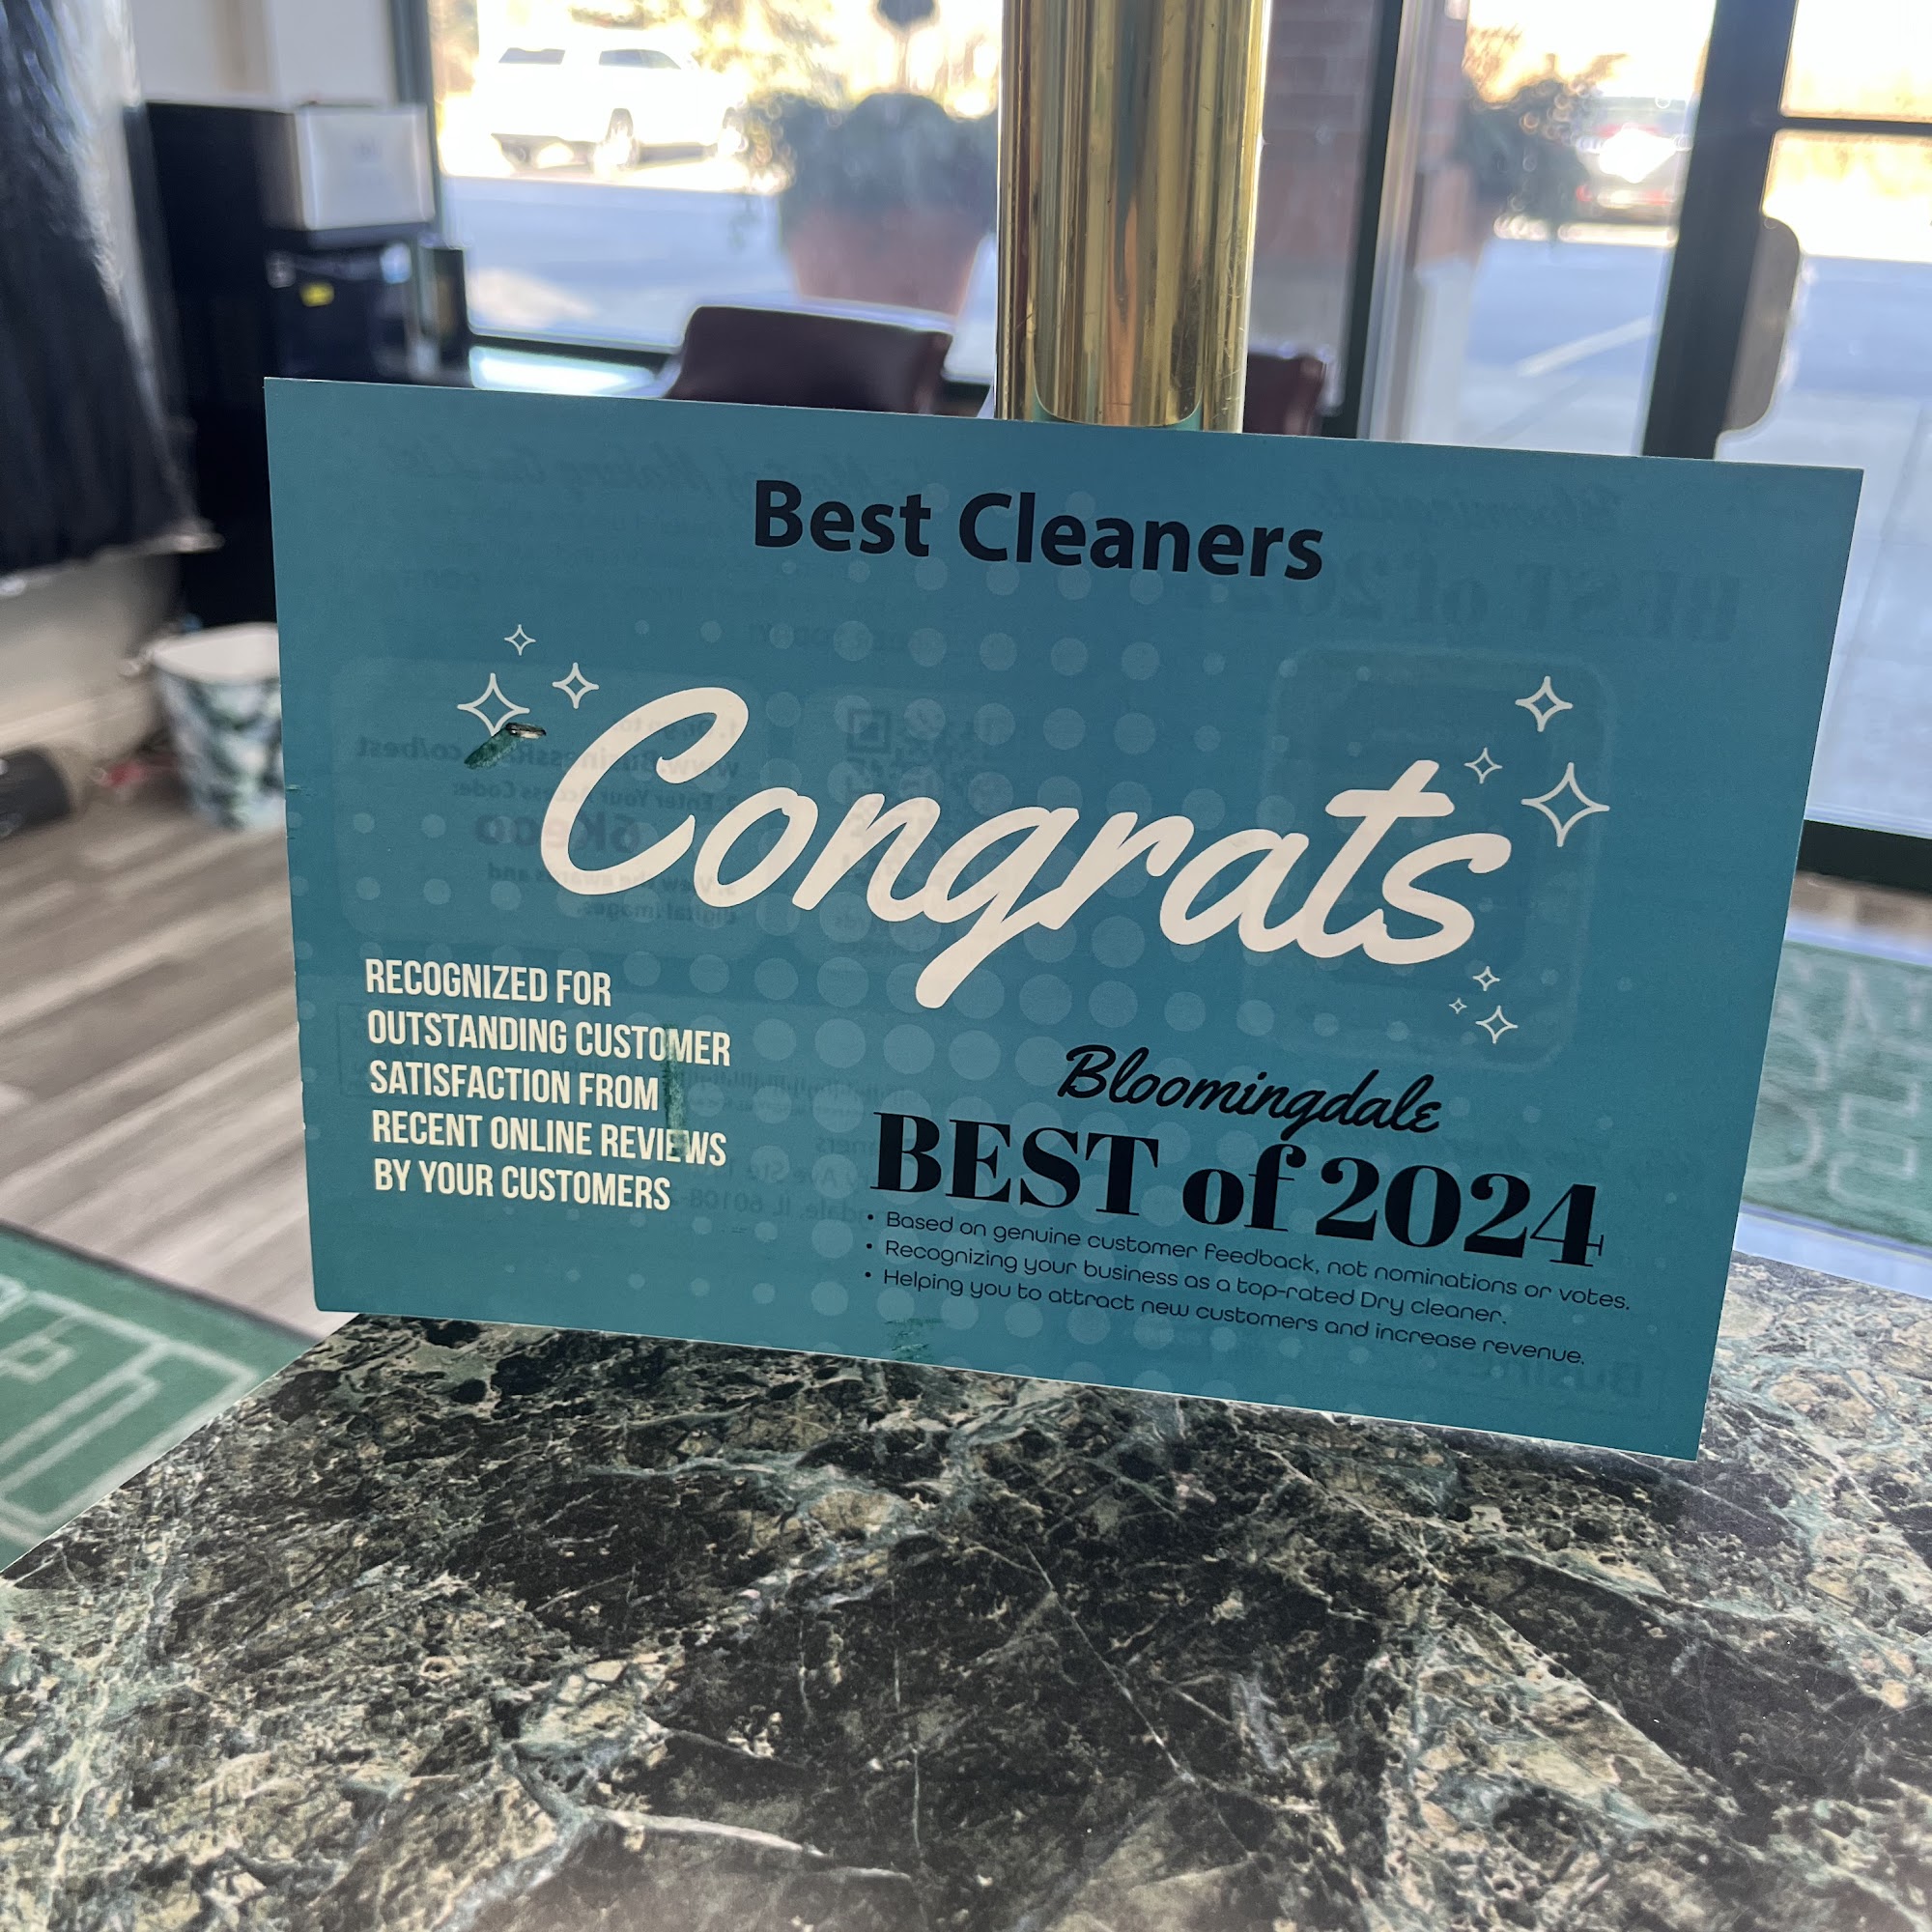 Best Cleaners
Congrats
RECOGNIZED FOR
OUTSTANDING CUSTOMER
SATISFACTION FROM
RECENT ONLINE REVIEWS
BY YOUR CUSTOMERS
Bloomingdale
BEST of 2024
• Based on genuine customer feedback, not nominations or votes.
• Recognizing your business as a top-rated Dry cleaner.
• Helping you to attract new customers and increase revenue.